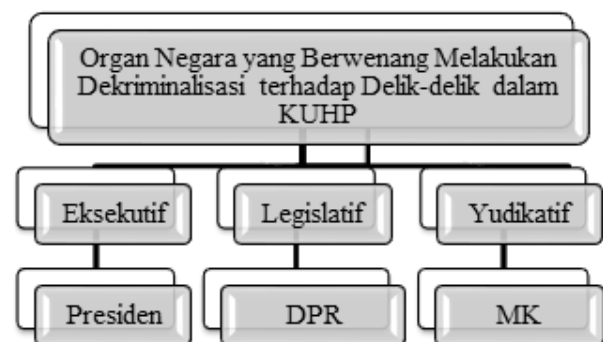 Organ Negara yang Berwenang Melakukan
Dekriminalisasi terhadap Delik-delik dalam
KUHP
Eksekutif
Legislatif
Yudikatif
Presiden
DPR
MK